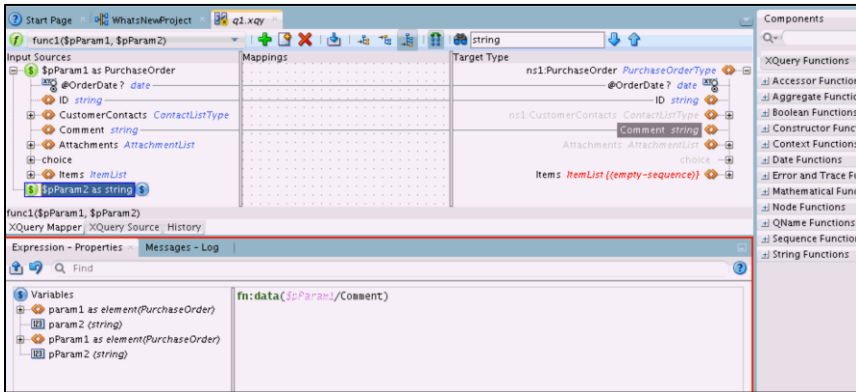 Start Page
WhatsNewProject
q1.xqy
func1($pParam1, $pParam2)
string
Input Sources
Mappings
Target Type
$pParam1 as PurchaseOrder
ns1:PurchaseOrder PurchaseOrderType
@OrderDate? date
@OrderDate? date
ID string
ID string
CustomerContacts ContactListType
ns1:CustomerContacts ContactListType
Comment string
Comment string
Attachments AttachmentList
Attachments AttachmentList
choice
choice
Items ItemList
Items ItemList {(empty-sequence)}
$pParam2 as string
func1($pParam1, $pParam2)
XQuery Mapper XQuery Source History
Components
XQuery Functions
Accessor Function
Aggregate Functio
Boolean Functions
Constructor Func
Context Functions
Date Functions
Error and Trace Fu
Mathematical Fun
Node Functions
QName Functions
Sequence Function
String Functions
Expression - Properties
Messages - Log
Find
Variables
param1 as element(PurchaseOrder)
param2 (string)
pParam1 as element(PurchaseOrder)
pParam2 (string)
fn:data($pParam1/Comment)